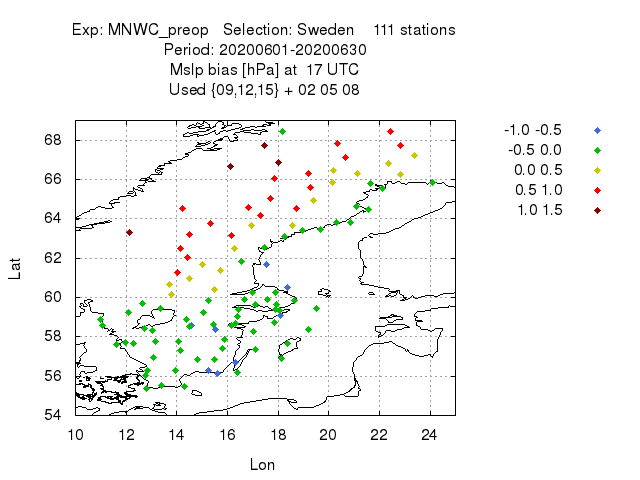 Exp: MNWC_preop   Selection: Sweden    111 stations
Period: 20200601-20200630
Mslp bias [hPa] at  17 UTC
Used {09,12,15} + 02 05 08
-1.0 -0.5
-0.5 0.0
0.0 0.5
0.5 1.0
1.0 1.5
68
66
64
62
60
58
56
54
Lat
10 12 14 16 18 20 22 24
Lon